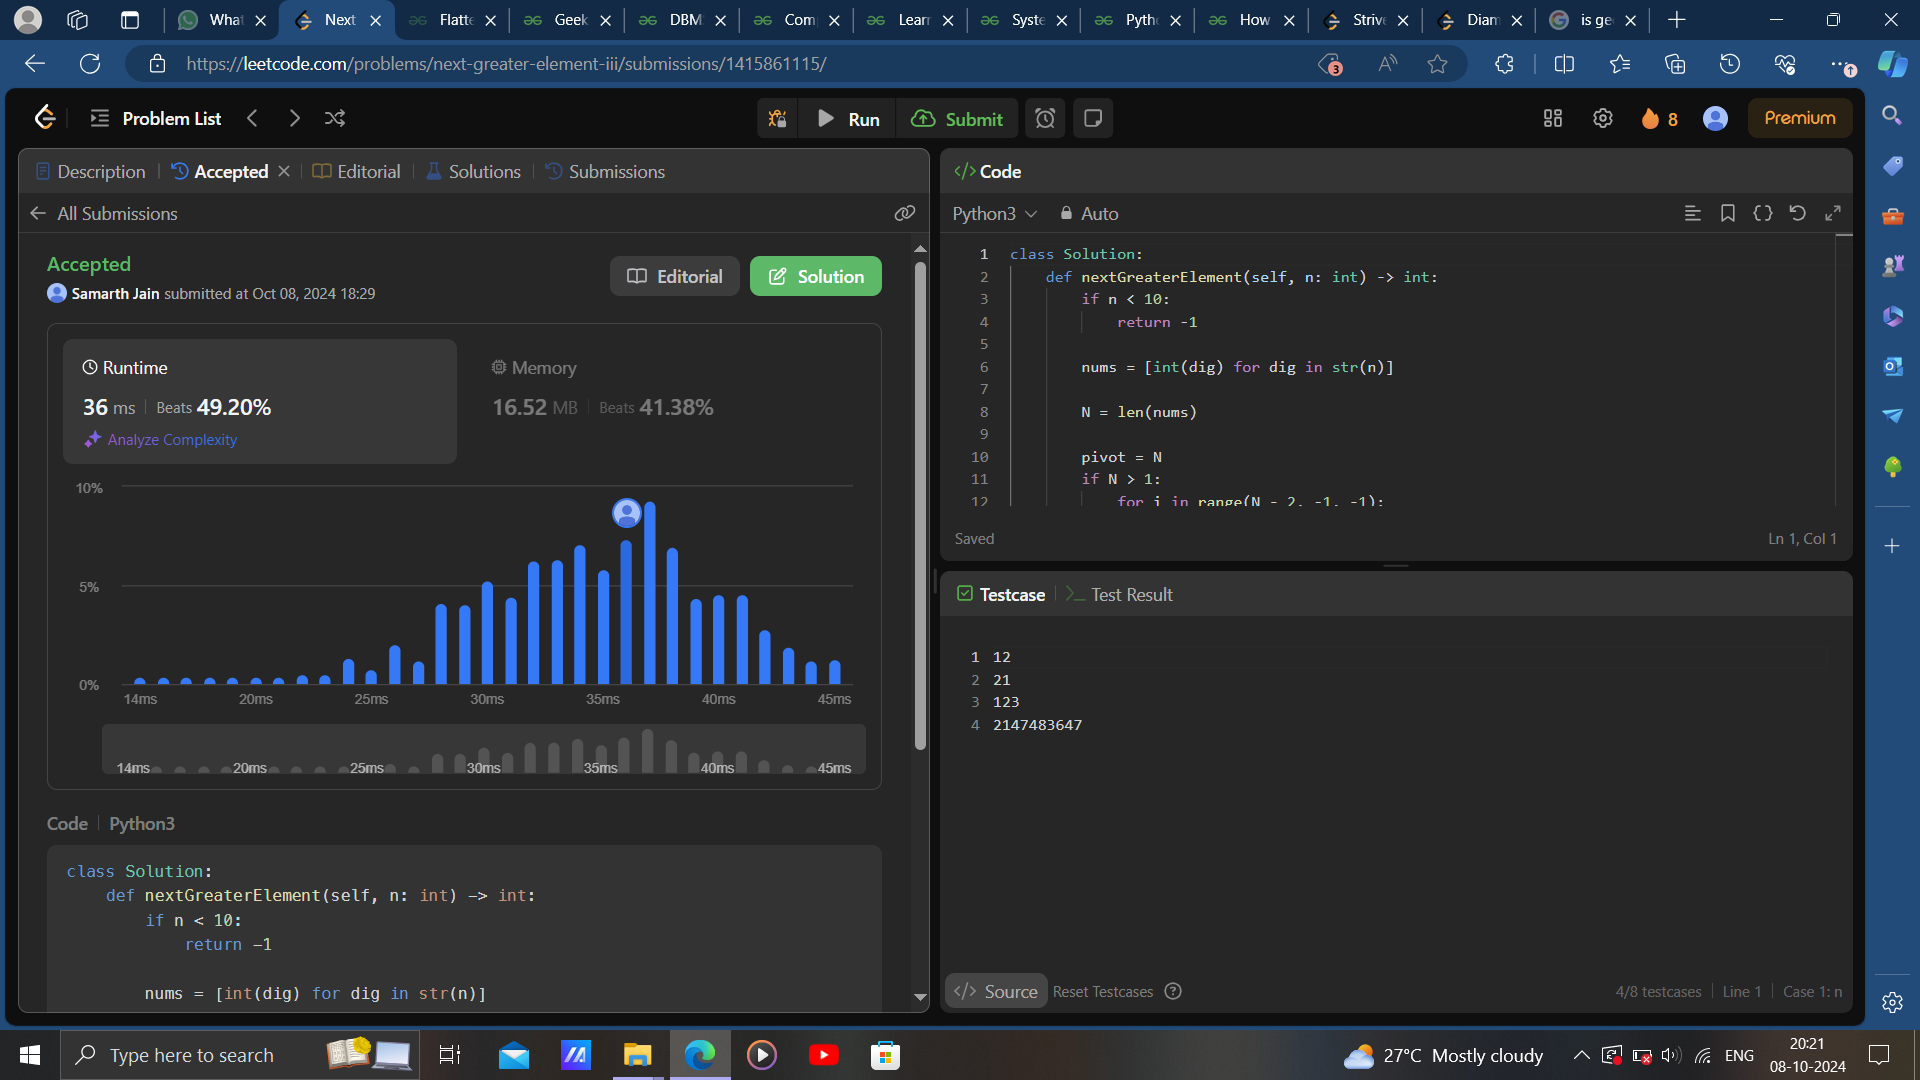 What
Next
Flatte
Geek
DBM
Com
Learn
Syste
Pytho
How
Strive
Diam
is ge
https://leetcode.com/problems/next-greater-element-iii/submissions/1415861115/
3
Problem List
Run
Submit
8
Premium
Description
Accepted
Editorial
Solutions
Submissions
All Submissions
Accepted
Samarth Jain submitted at Oct 08, 2024 18:29
Editorial
Solution
Runtime
36 ms
Beats 49.20%
Analyze Complexity
Memory
16.52 MB
Beats 41.38%
10%
5%
0%
14ms 20ms 25ms 30ms 35ms 40ms 45ms
14ms 20ms 25ms 30ms 35ms 40ms 45ms
Code Python3
class Solution:
def nextGreaterElement(self, n: int) -> int:
if n < 10:
return -1
nums = [int(dig) for dig in str(n)]
</> Code
Python3 Auto
1 class Solution:
2 def nextGreaterElement(self, n: int) -> int:
3 if n < 10:
4 return -1
5
6 nums = [int(dig) for dig in str(n)]
7
8 N = len(nums)
9
10 pivot = N
11 if N > 1:
12 for i in range(N - 2, -1, -1):
Saved
Ln 1, Col 1
Testcase
Test Result
1 12
2 21
3 123
4 2147483647
</> Source
Reset Testcases
4/8 testcases Line 1 Case 1: n
Type here to search
27°C Mostly cloudy
ENG
20:21
08-10-2024